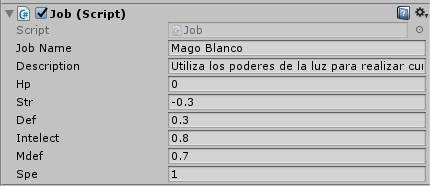 Job (Script)
Script Job
Job Name Mago Blanco
Description Utiliza los poderes de la luz para realizar
Hp 0
Str -0.3
Def 0.3
Intelect 0.8
Mdef 0.7
Spe 1